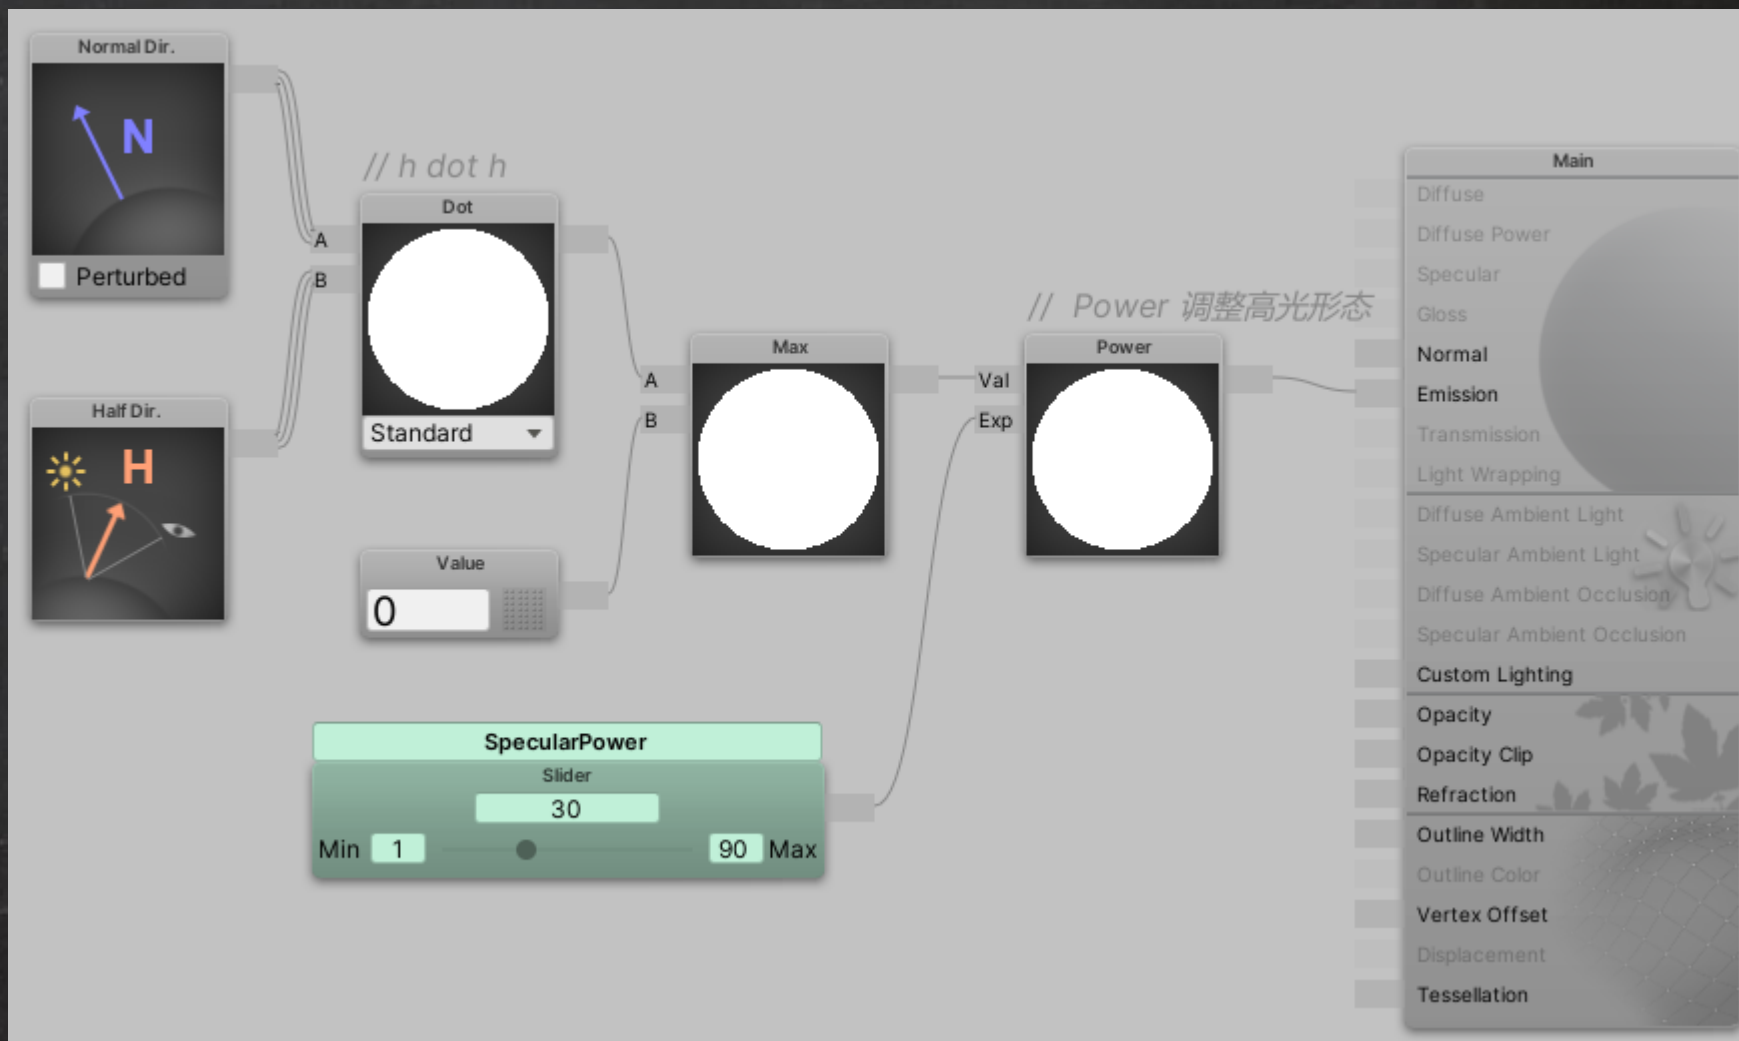 Normal Dir.
N
Perturbed
Half Dir.
H
// h dot h
Dot
A
B
Standard
Value
0
SpecularPower
Slider
30
Min 1 90 Max
Max
A
B
// Power 调整高光形态
Power
Val
Exp
Main
Diffuse
Diffuse Power
Specular
Gloss
Normal
Emission
Transmission
Light Wrapping
Diffuse Ambient Light
Specular Ambient Light
Diffuse Ambient Occlusion
Specular Ambient Occlusion
Custom Lighting
Opacity
Opacity Clip
Refraction
Outline Width
Outline Color
Vertex Offset
Displacement
Tessellation